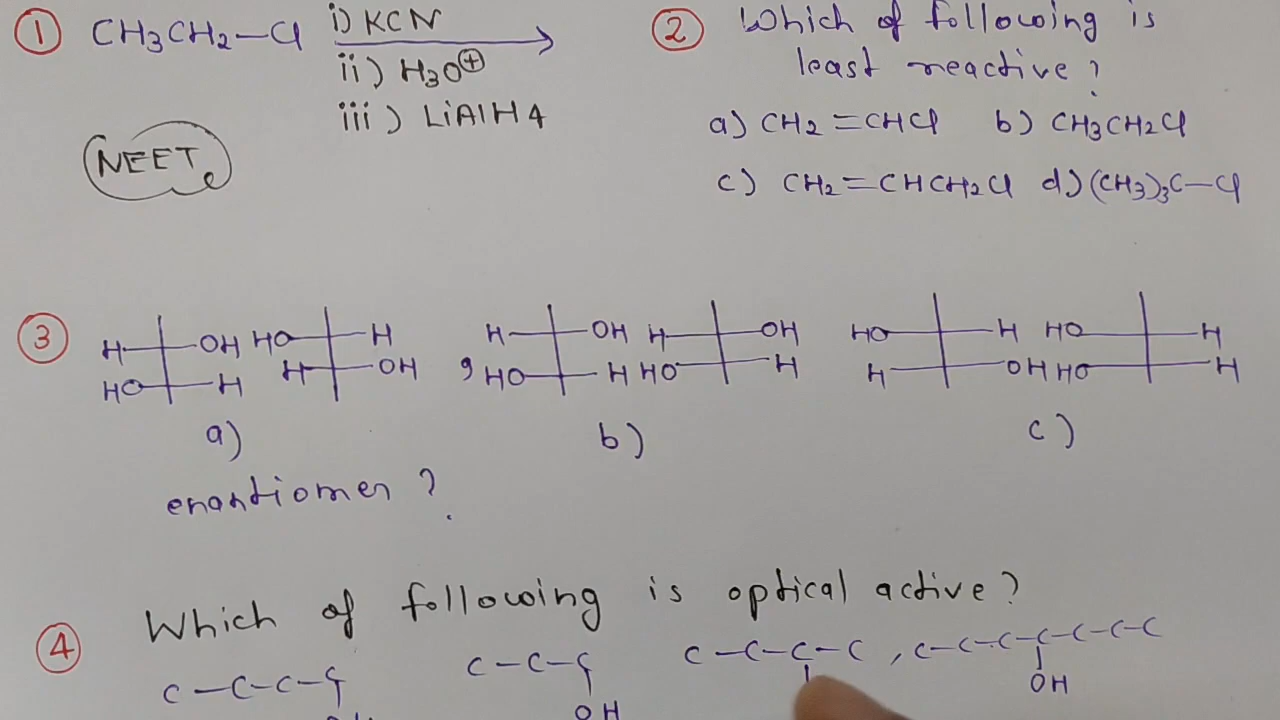 ① CH3CH2-Cl i) KCN
ii) H3O⊕
iii) LiAlH4
NEET
② Which of following is
least reactive?
a) CH2=CHCl b) CH3CH2Cl
c) CH2=CHCH2Cl d) (CH3)3C-Cl
③ H OH HO H , H OH H OH HO H HO H
HO H H OH HO H HO H H OH HO H
a) b) c)
enantiomer?
④ Which of following is optical active?
C-C-C-C C-C-C C-C-C-C , C-C-C-C-C-C-C
OH OH